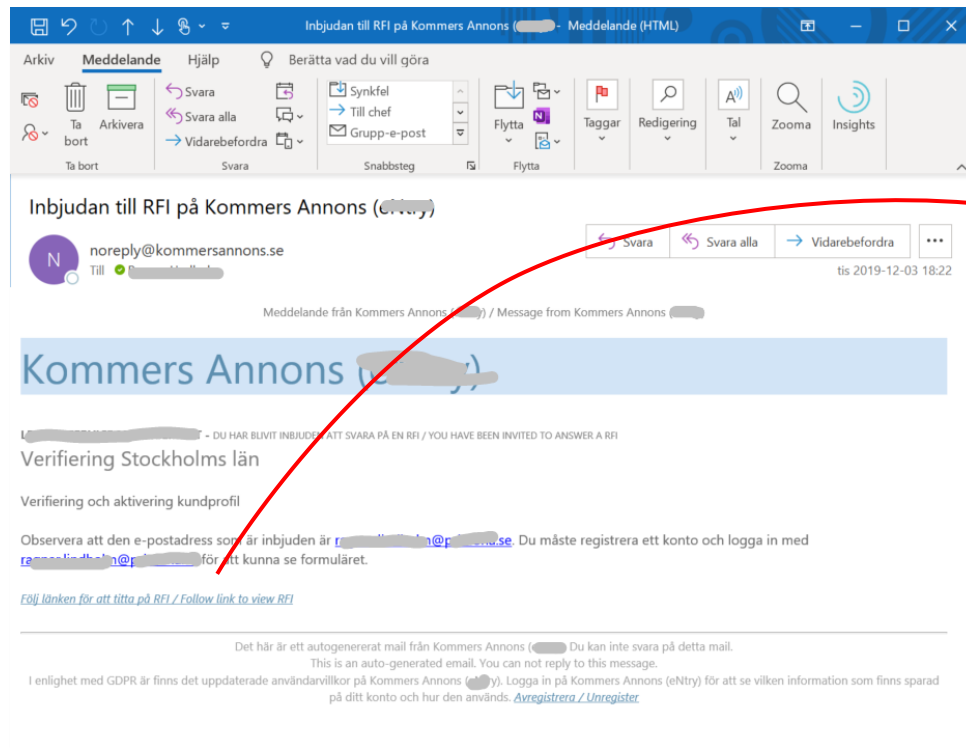 Inbjudan till RFI på Kommers Annons ( - Meddelande (HTML)
Arkiv Meddelande Hjälp Berätta vad du vill göra
Ta bort
Arkivera
Svara
Svara alla
Vidarebefordra
Synkfel
Till chef
Grupp-e-post
Flytta
Taggar
Redigering
Tal
Zooma
Insights
Ta bort Svara Snabbsteg Flytta Zooma
Inbjudan till RFI på Kommers Annons (eNtry)
N
noreply@kommersannons.se
Till
Svara Svara alla Vidarebefordra
tis 2019-12-03 18:22
Meddelande från Kommers Annons ( y) / Message from Kommers Annons (
Kommers Annons ( y)
- DU HAR BLIVIT INBJUDEN ATT SVARA PÅ EN RFI / YOU HAVE BEEN INVITED TO ANSWER A RFI
Verifiering Stockholms län
Verifiering och aktivering kundprofil
Observera att den e-postadress som är inbjuden är .se. Du måste registrera ett konto och logga in med
för att kunna se formuläret.
Följ länken för att titta på RFI / Follow link to view RFI
Det här är ett autogenererat mail från Kommers Annons ( Du kan inte svara på detta mail.
This is an auto-generated email. You can not reply to this message.
I enlighet med GDPR är finns det uppdaterade användarvillkor på Kommers Annons ( y). Logga in på Kommers Annons (eNtry) för att se vilken information som finns sparad
på ditt konto och hur den används. Avregistrera / Unregister